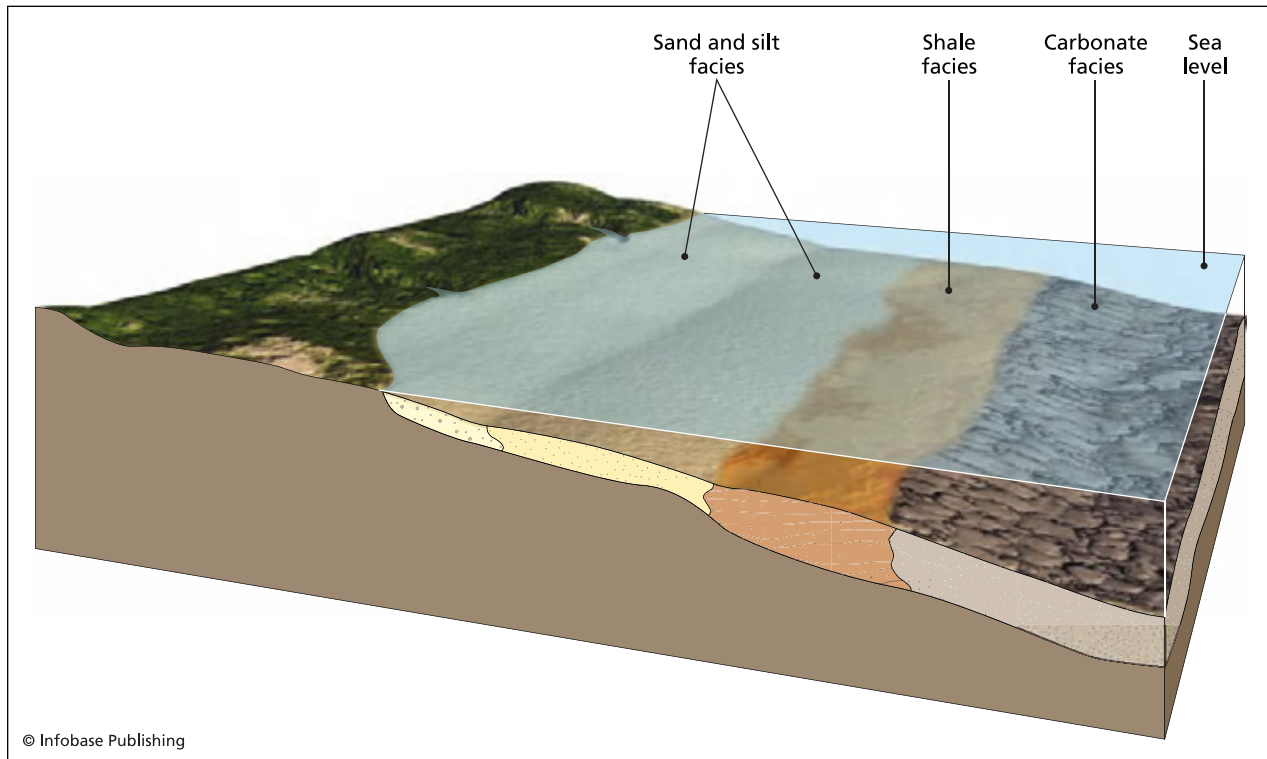 Sand and silt
facies
Shale
facies
Carbonate
facies
Sea
level
© Infobase Publishing